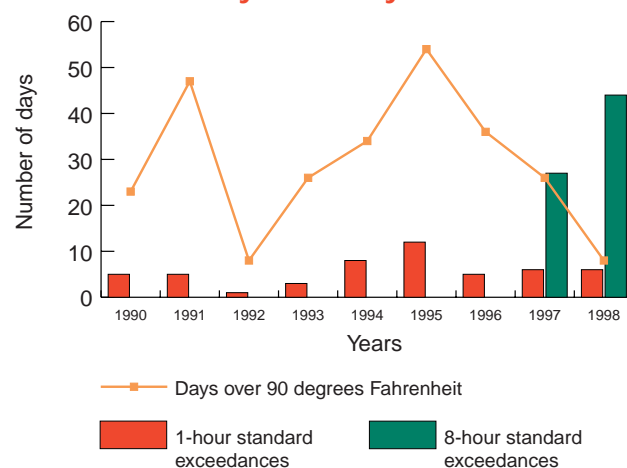 60
50
40
30
20
10
0
Number of days
1990 1991 1992 1993 1994 1995 1996 1997 1998
Years
Days over 90 degrees Fahrenheit
1-hour standard
exceedances
8-hour standard
exceedances